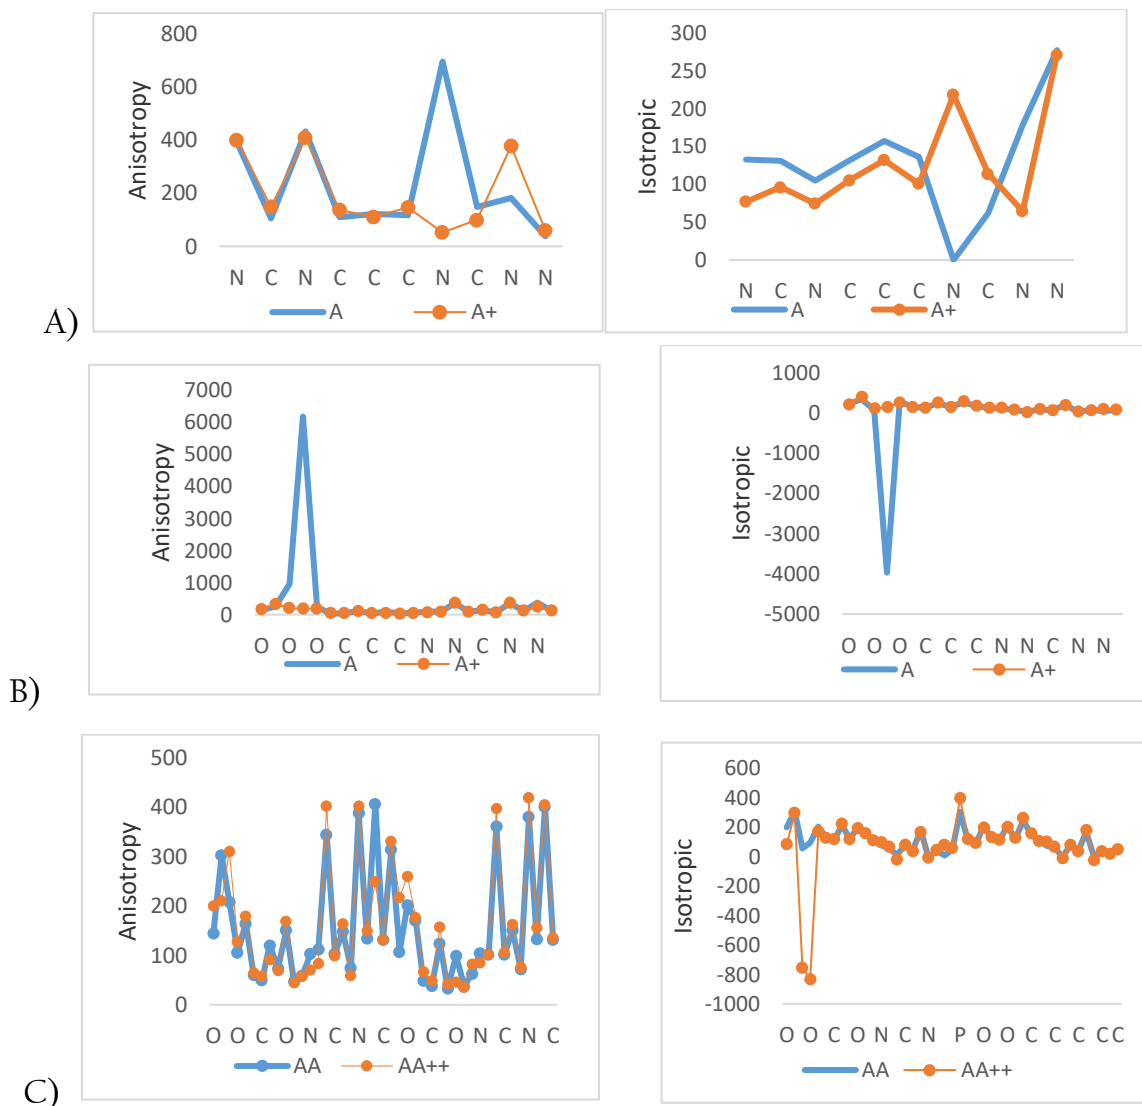 800
600
400
200
0
Anisotropy
N C N C C C N C N N
A A+
300
250
200
150
100
50
0
Isotropic
N C N C C C N C N N
A A+
A)
7000
6000
5000
4000
3000
2000
1000
0
Anisotropy
O O O C C C N N C N N
A A+
1000
0
-1000
-2000
-3000
-4000
-5000
Isotropic
O O O C C C N N C N N
A A+
B)
500
400
300
200
100
0
Anisotropy
O O C O N C N C O C O N C N C
AA AA++
600
400
200
0
-200
-400
-600
-800
-1000
Isotropic
O O C O N C N P O O C C C C C
AA AA++
C)